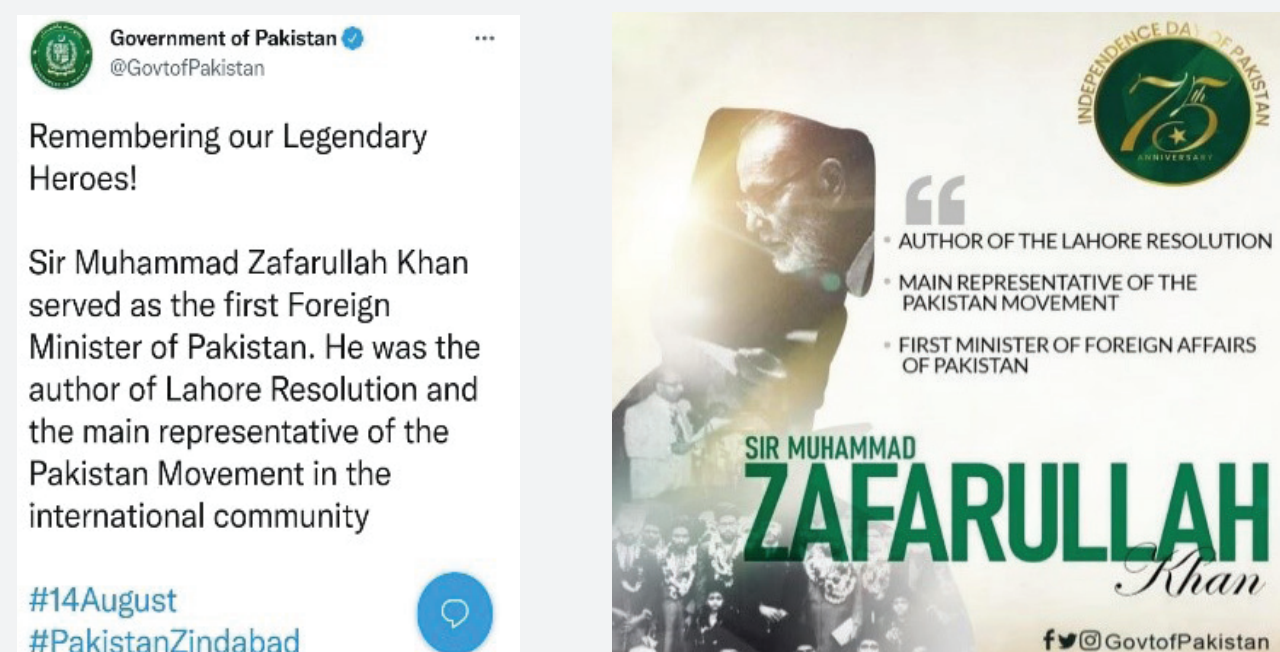 Government of Pakistan
@GovtofPakistan
Remembering our Legendary
Heroes!
Sir Muhammad Zafarullah Khan
served as the first Foreign
Minister of Pakistan. He was the
author of Lahore Resolution and
the main representative of the
Pakistan Movement in the
international community
#14August
#PakistanZindabad
INDEPENDENCE DAY OF PAKISTAN
75th
ANNIVERSARY
“
• AUTHOR OF THE LAHORE RESOLUTION
• MAIN REPRESENTATIVE OF THE
PAKISTAN MOVEMENT
• FIRST MINISTER OF FOREIGN AFFAIRS
OF PAKISTAN
SIR MUHAMMAD
ZAFARULLAH
Khan
GovtofPakistan